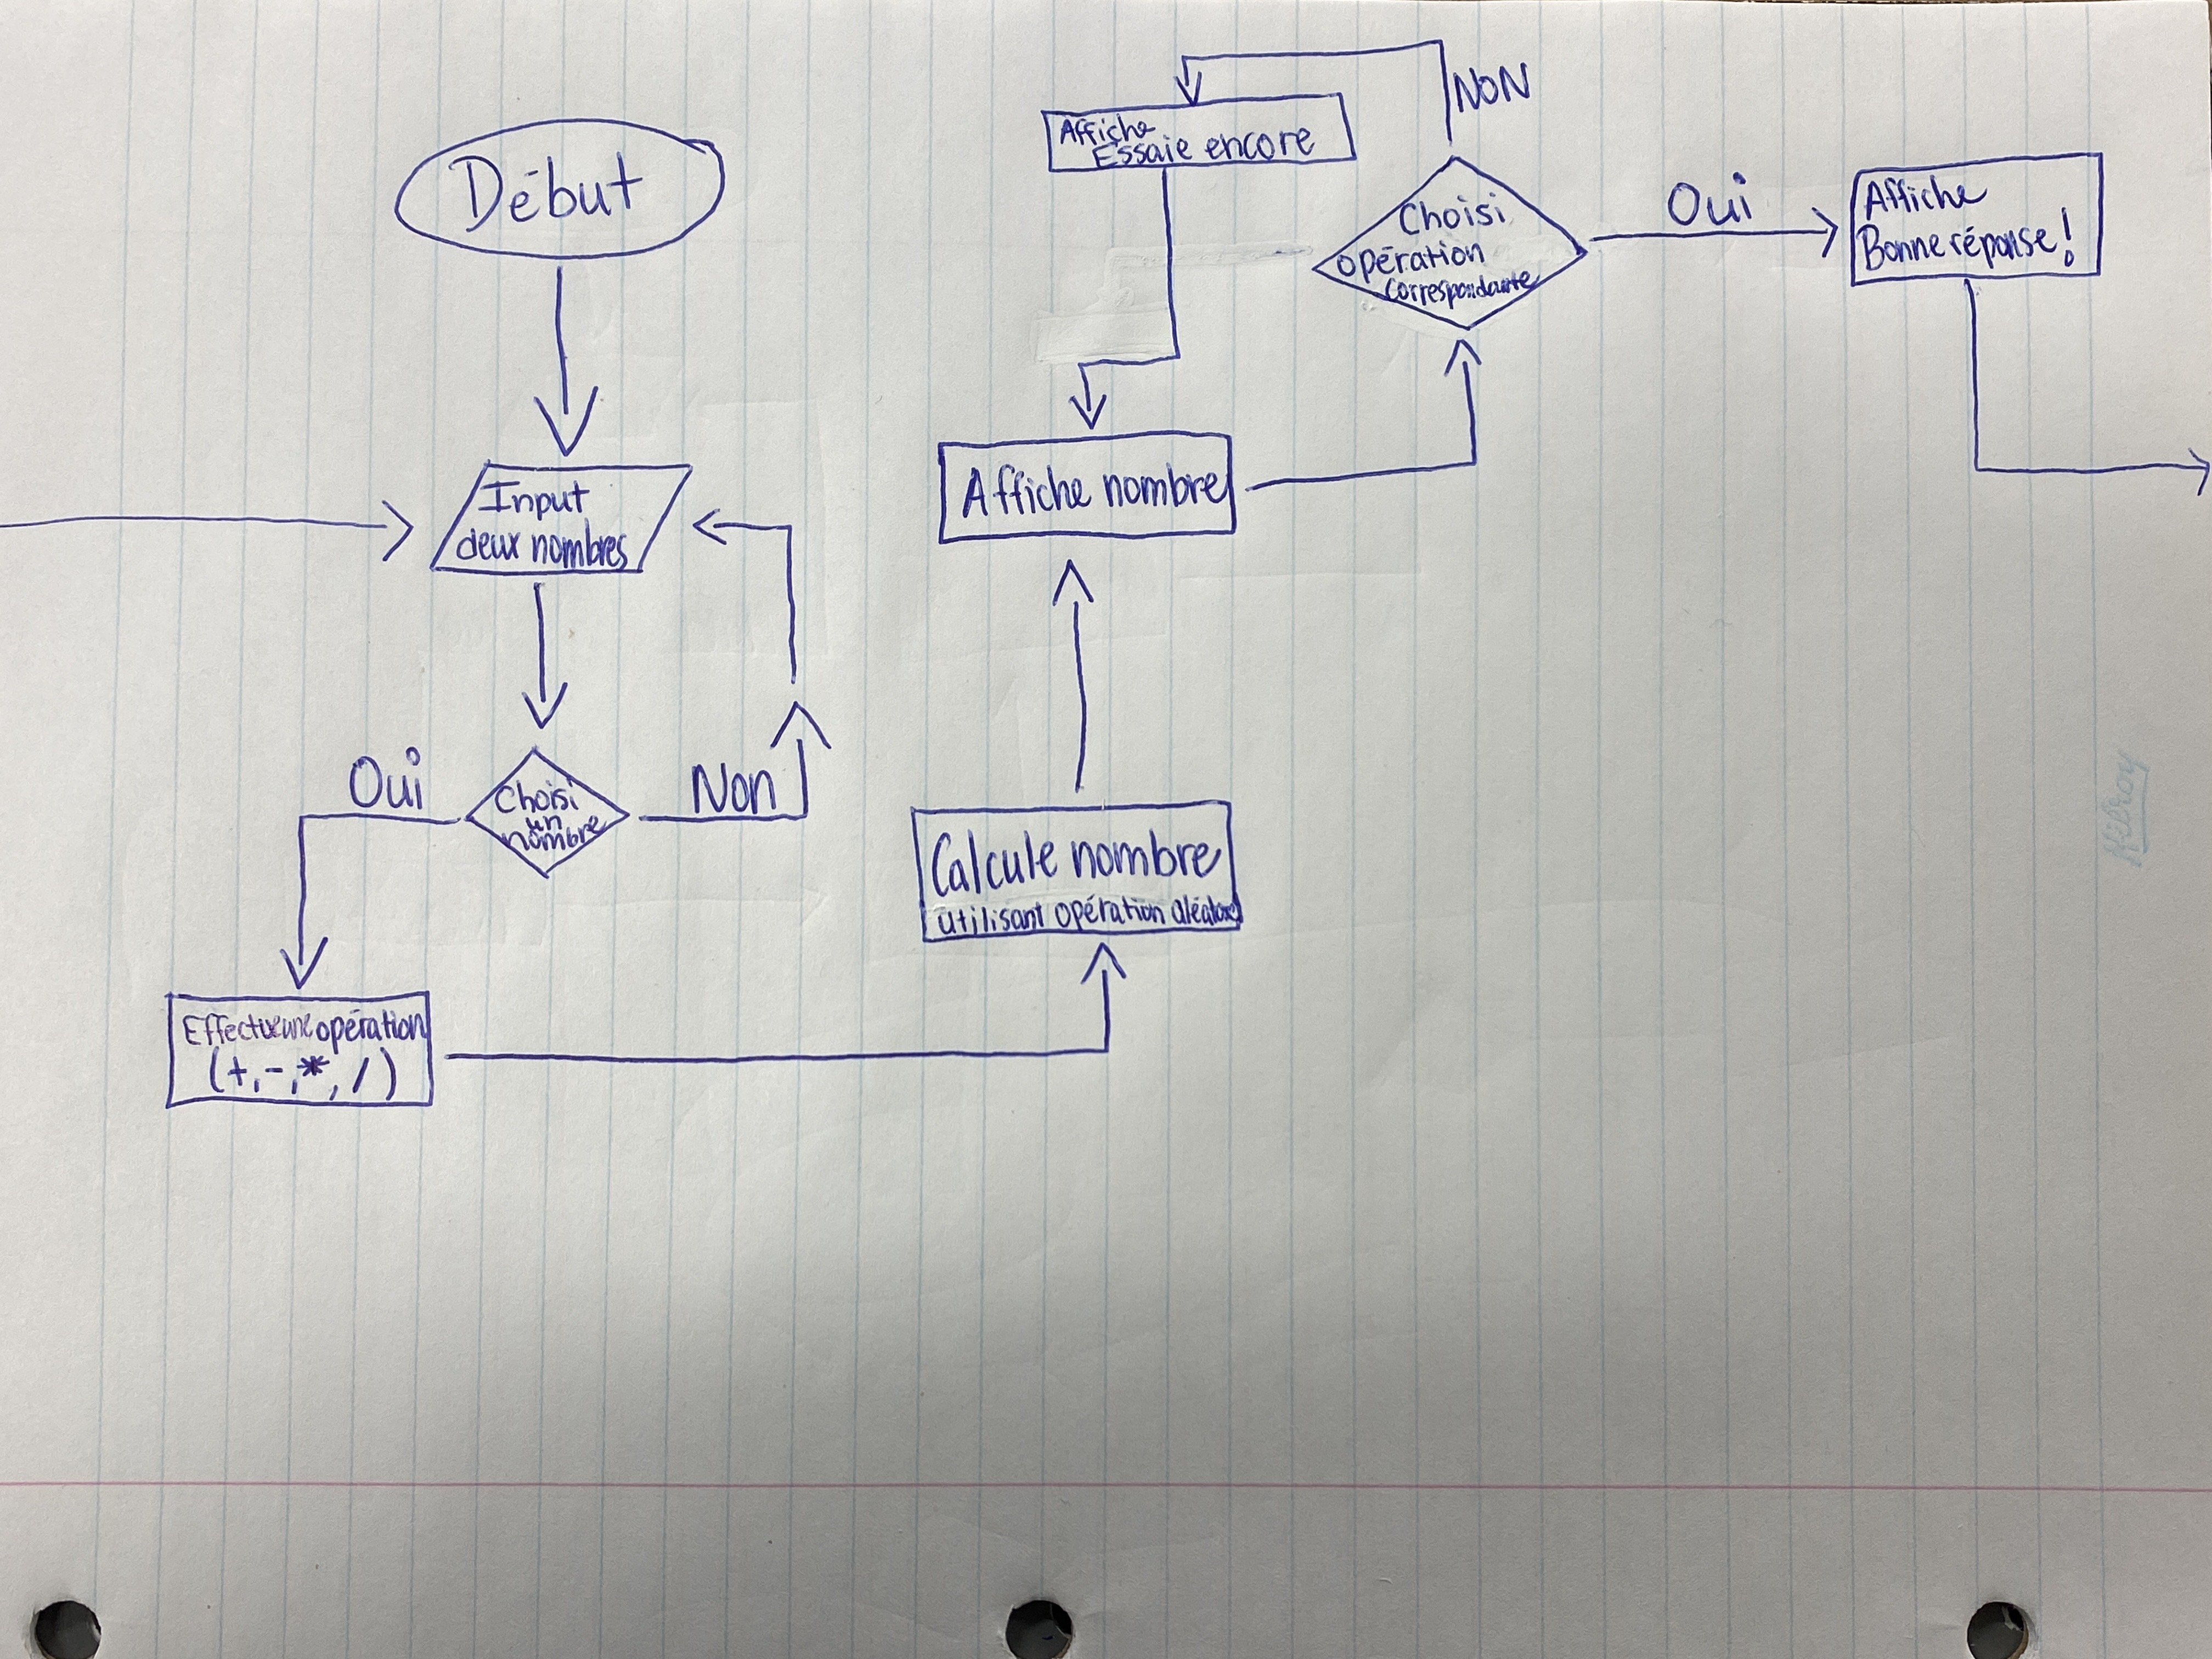 Début
Input
deux nombres
Choisi
un
nombre
Oui
Non
Effectue une opération
(+, -, *, /)
Calcule nombre
utilisant opération aléatoire
Affiche nombre
Affiche
Essaie encore
Choisi
opération
correspondante
NON
Oui
Affiche
Bonne réponse!
Hilroy